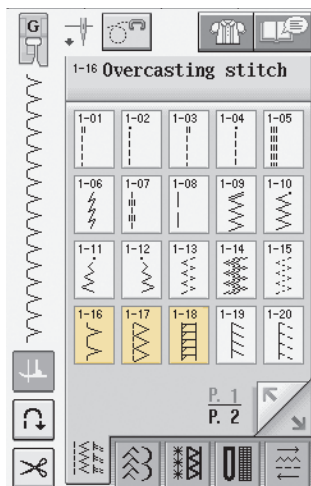 G
1-16 Overcasting stitch
1-01 1-02 1-03 1-04 1-05
1-06 1-07 1-08 1-09 1-10
1-11 1-12 1-13 1-14 1-15
1-16 1-17 1-18 1-19 1-20
P. 1
P. 2